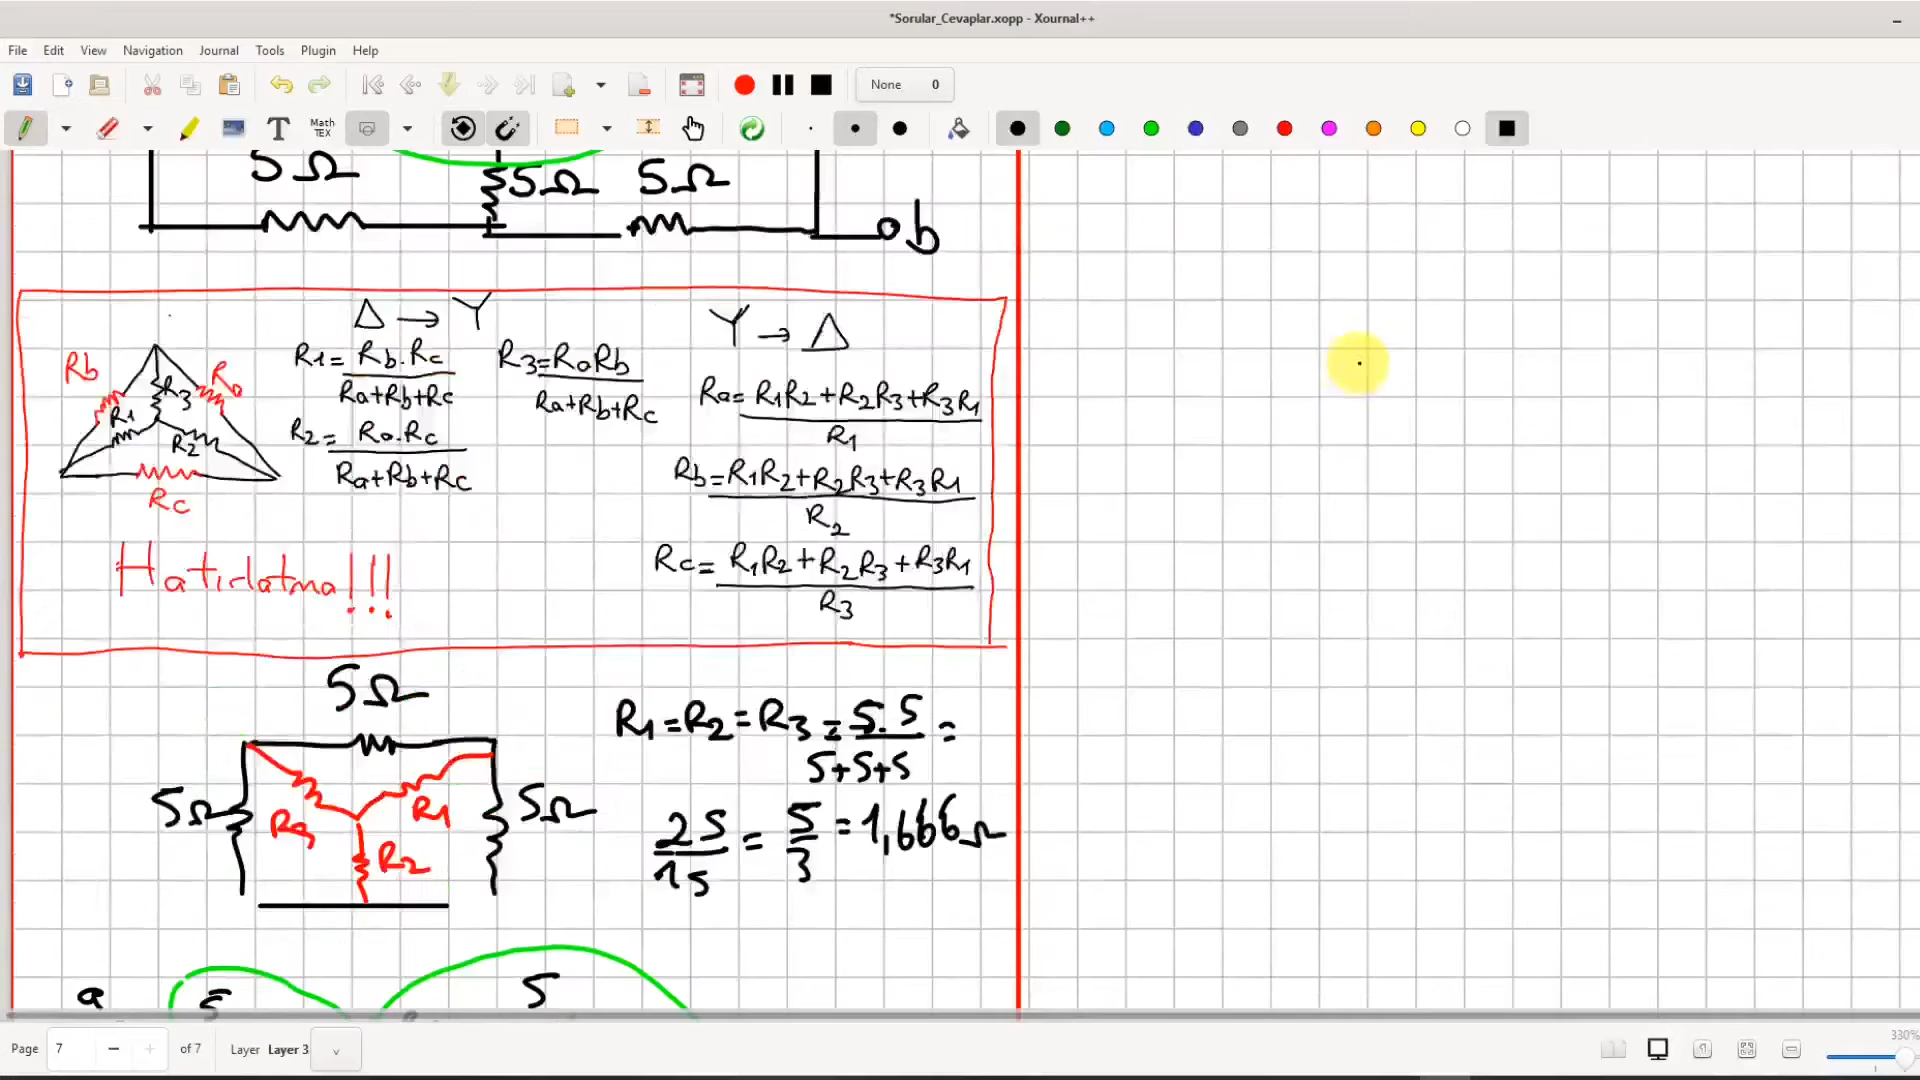 *Sorular_Cevaplar.xopp - Xournal++
File Edit View Navigation Journal Tools Plugin Help
None 0
Math TEX
5Ω 5Ω 5Ω
b
Δ → Y
R1 = Rb.Rc / Ra+Rb+Rc
R3 = RaRb / Ra+Rb+Rc
R2 = Ra.Rc / Ra+Rb+Rc
Rb Ra
R3
R1
R2
Rc
Y → Δ
Ra = R1R2+R2R3+R3R1 / R1
Rb = R1R2+R2R3+R3R1 / R2
Rc = R1R2+R2R3+R3R1 / R3
Hatırlatma!!!
5Ω
5Ω 5Ω
R3 R1
R2
R1=R2=R3 = 5.5 / 5+5+5 =
25/15 = 5/3 = 1,666Ω
a 5 5
Page 7 of 7 Layer Layer 3
330%